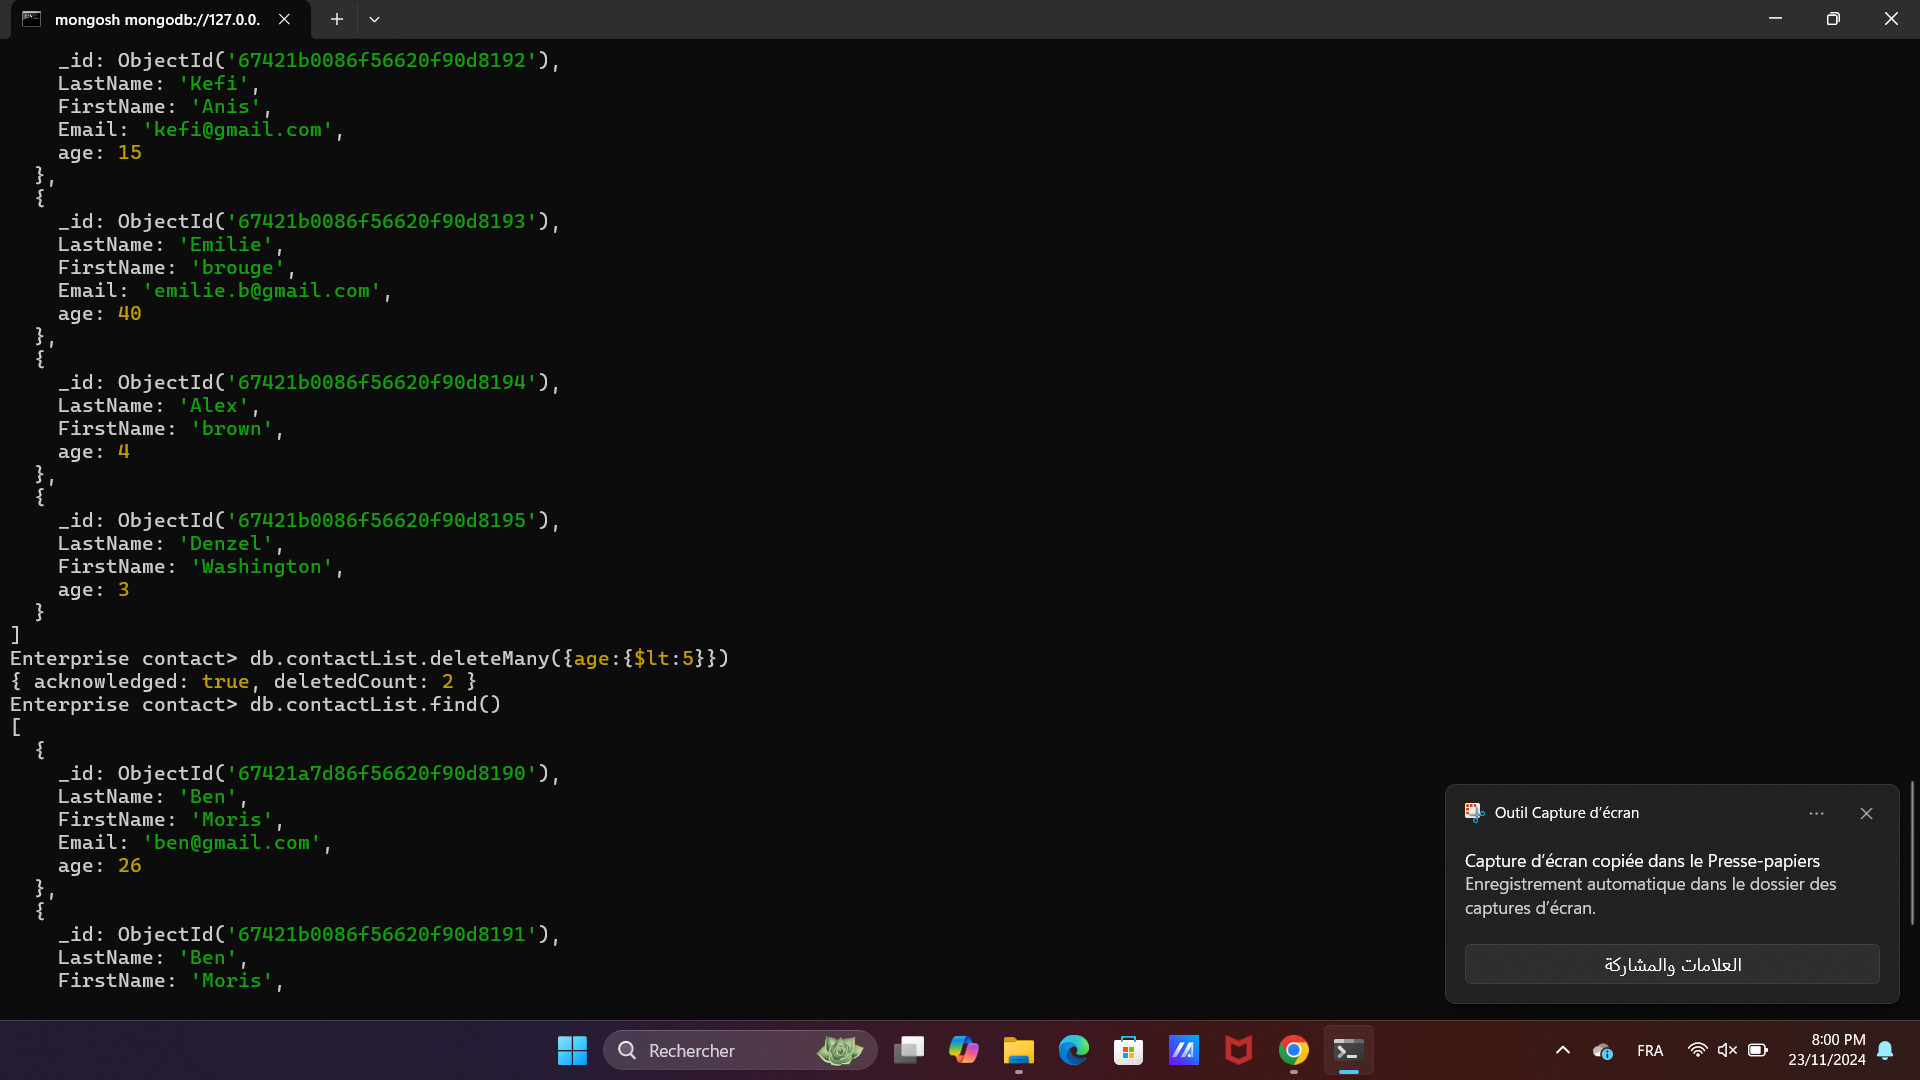 mongosh mongodb://127.0.0.
_id: ObjectId('67421b0086f56620f90d8192'),
LastName: 'Kefi',
FirstName: 'Anis',
Email: 'kefi@gmail.com',
age: 15
},
{
_id: ObjectId('67421b0086f56620f90d8193'),
LastName: 'Emilie',
FirstName: 'brouge',
Email: 'emilie.b@gmail.com',
age: 40
},
{
_id: ObjectId('67421b0086f56620f90d8194'),
LastName: 'Alex',
FirstName: 'brown',
age: 4
},
{
_id: ObjectId('67421b0086f56620f90d8195'),
LastName: 'Denzel',
FirstName: 'Washington',
age: 3
}
]
Enterprise contact> db.contactList.deleteMany({age:{$lt:5}})
{ acknowledged: true, deletedCount: 2 }
Enterprise contact> db.contactList.find()
[
{
_id: ObjectId('67421a7d86f56620f90d8190'),
LastName: 'Ben',
FirstName: 'Moris',
Email: 'ben@gmail.com',
age: 26
},
{
_id: ObjectId('67421b0086f56620f90d8191'),
LastName: 'Ben',
FirstName: 'Moris',
Outil Capture d'écran
Capture d'écran copiée dans le Presse-papiers
Enregistrement automatique dans le dossier des
captures d'écran.
العلامات والمشاركة
Rechercher
FRA
8:00 PM
23/11/2024